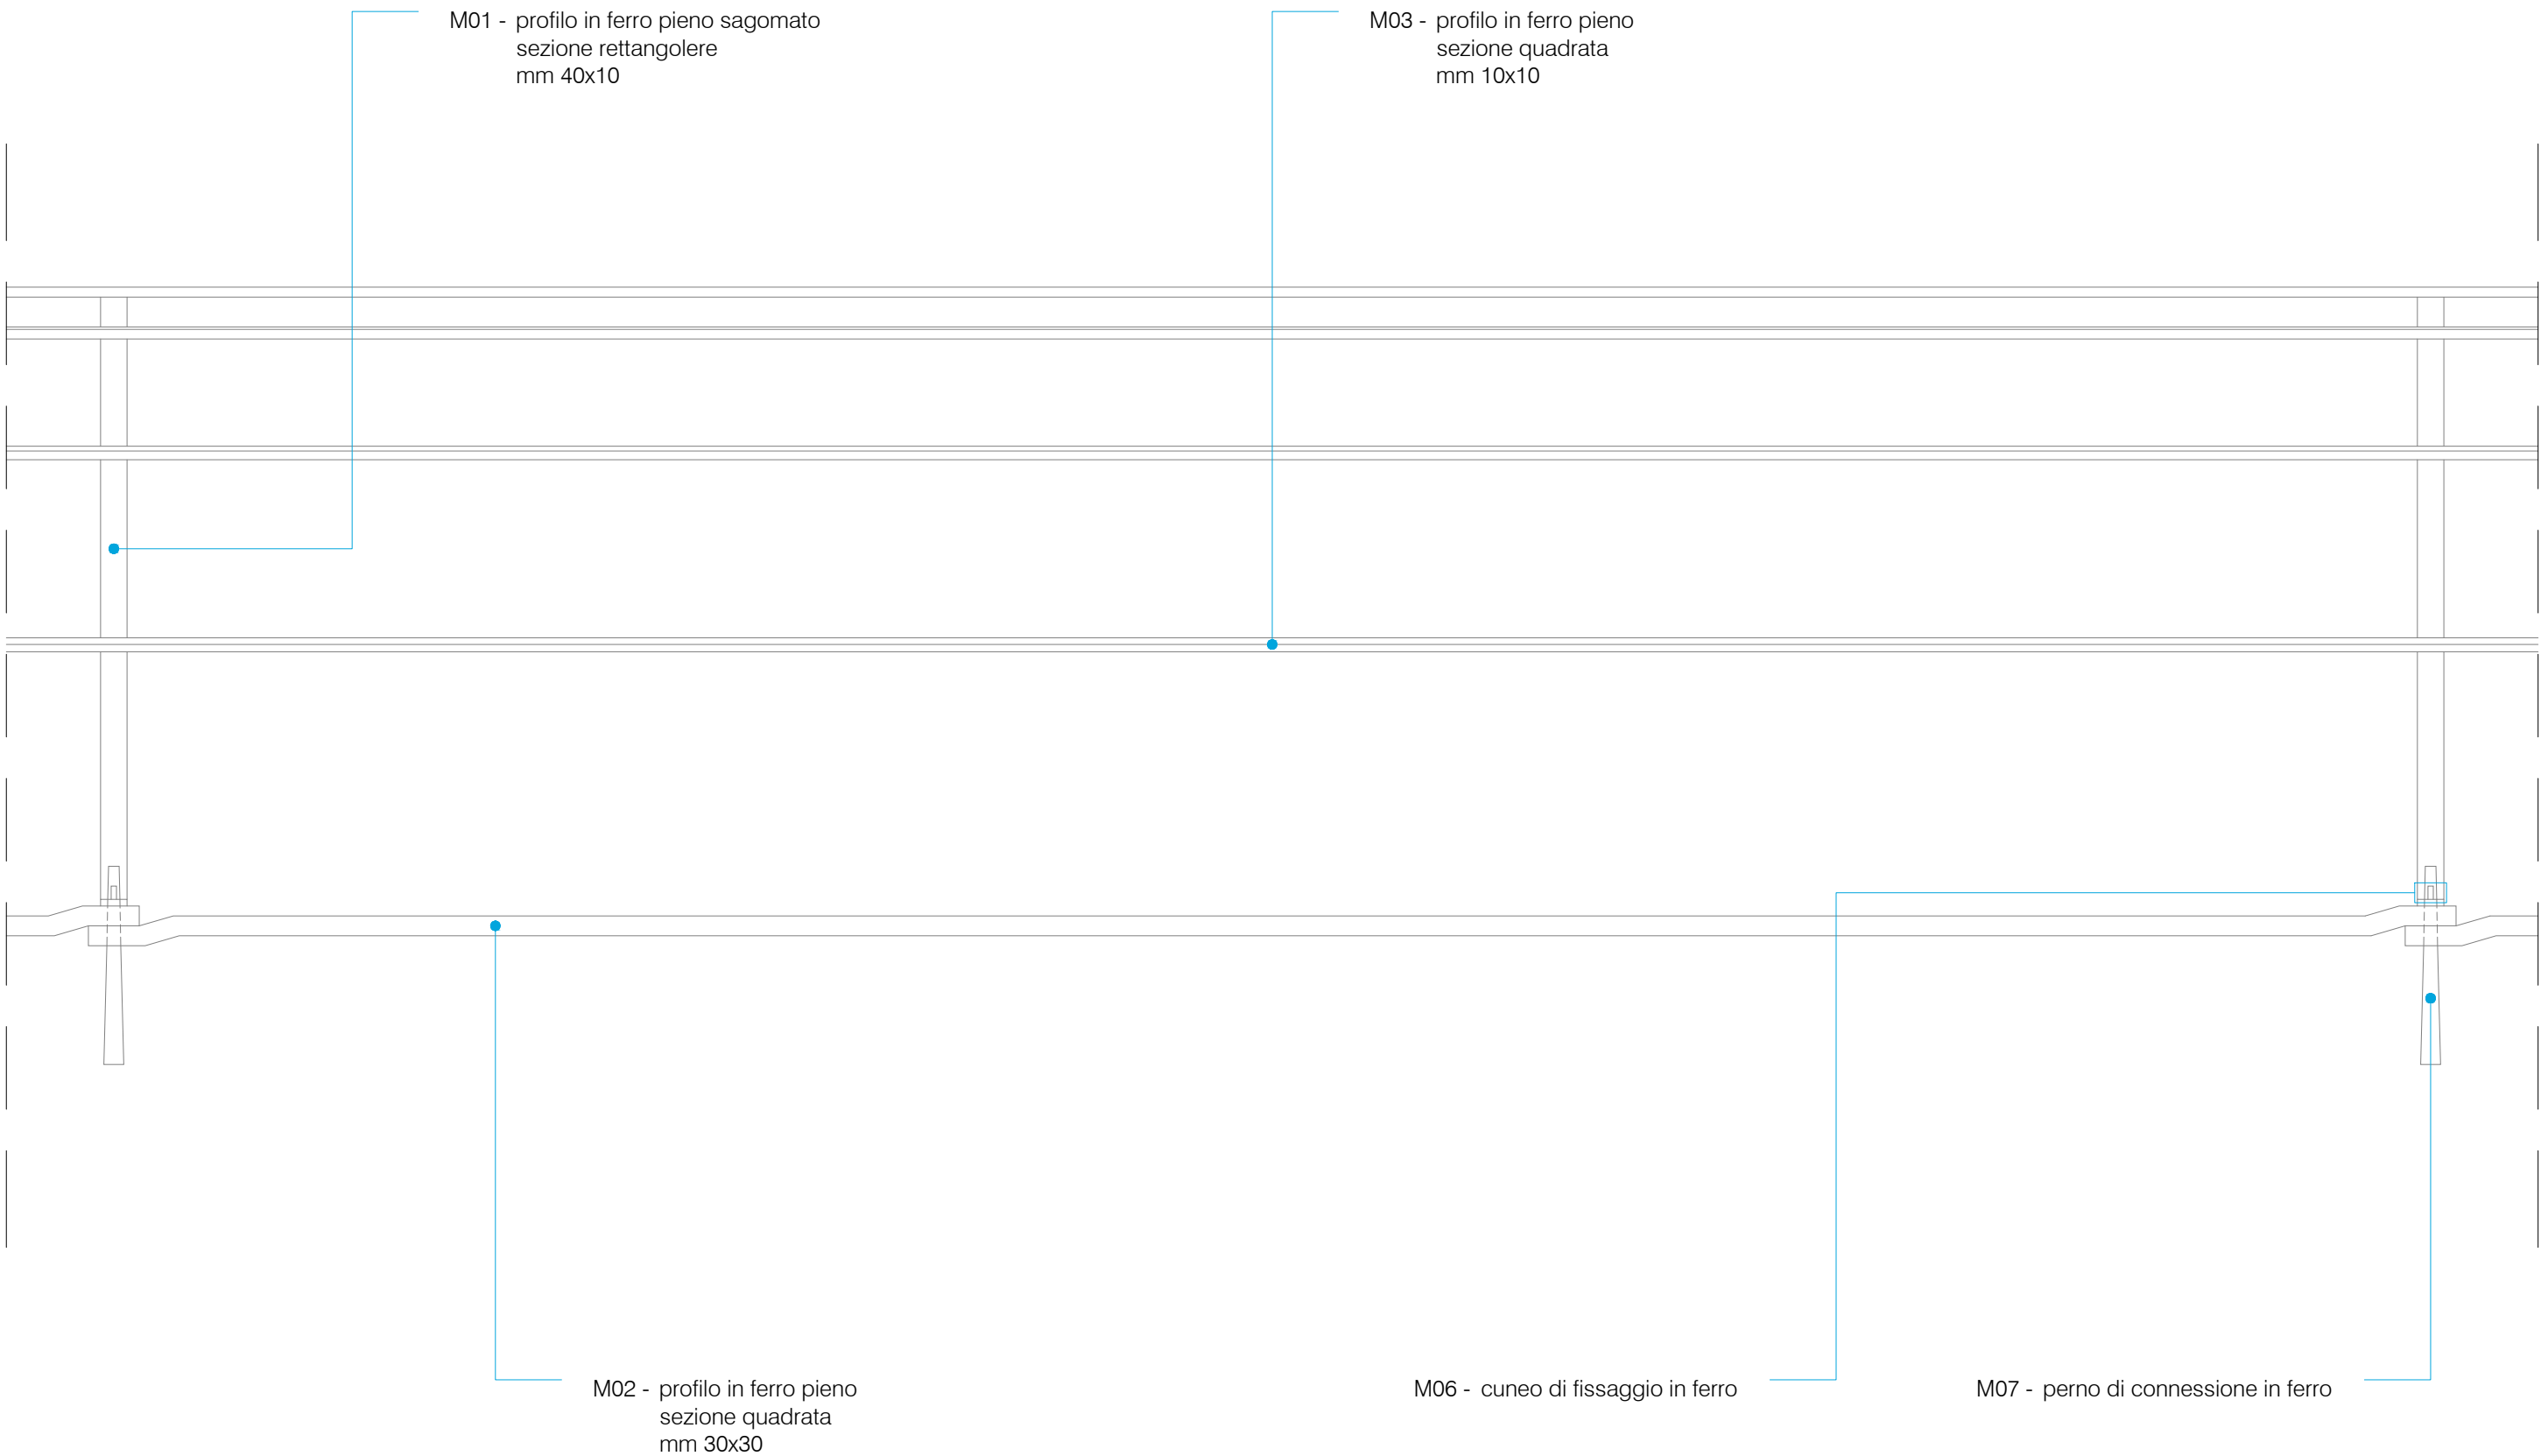 M01 - profilo in ferro pieno sagomato
sezione rettangolere
mm 40x10
M03 - profilo in ferro pieno
sezione quadrata
mm 10x10
M02 - profilo in ferro pieno
sezione quadrata
mm 30x30
M06 - cuneo di fissaggio in ferro
M07 - perno di connessione in ferro